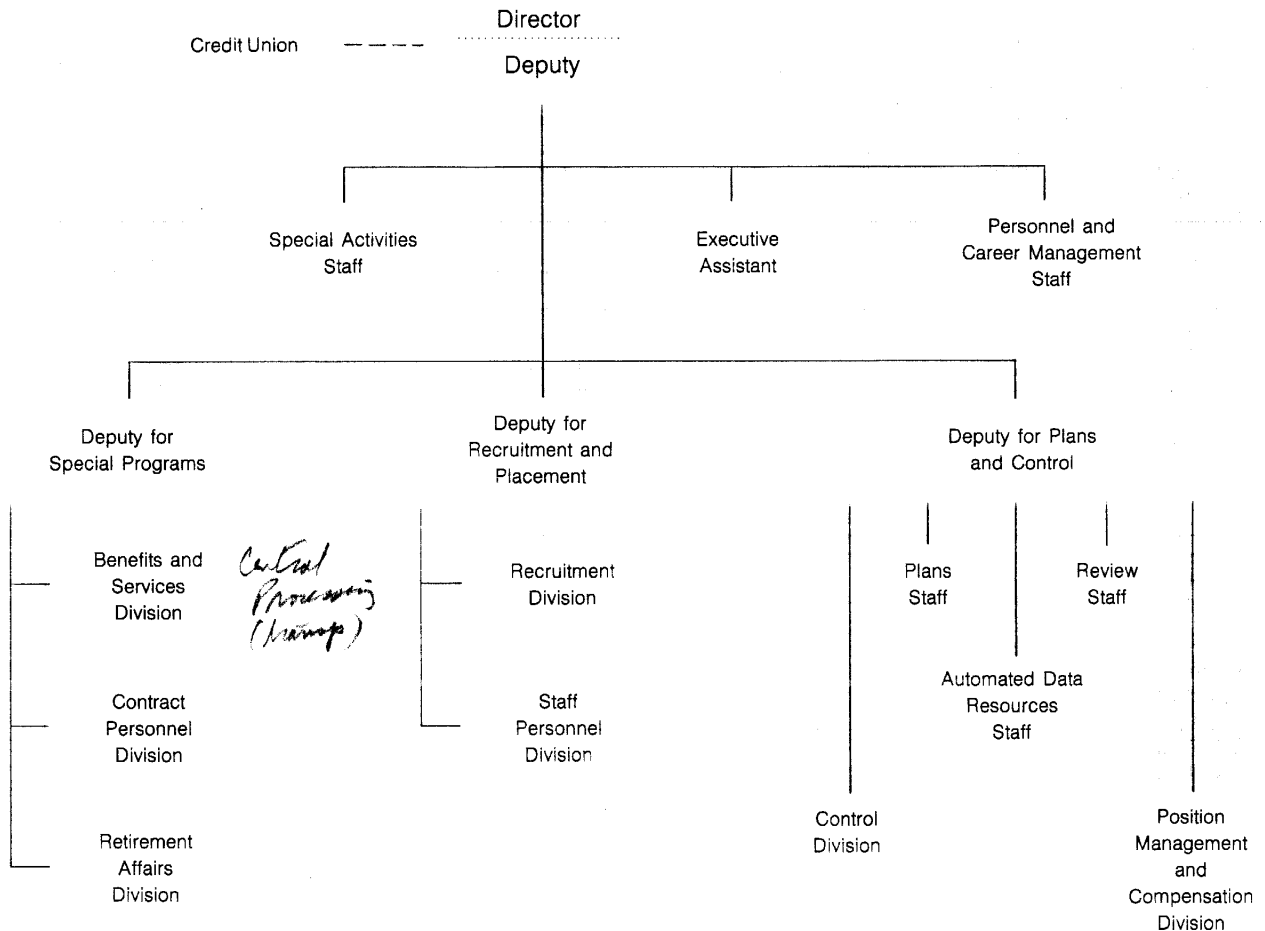 Director
Credit Union
Deputy
Special Activities
Staff
Executive
Assistant
Personnel and
Career Management
Staff
Deputy for
Special Programs
Deputy for
Recruitment and
Placement
Deputy for Plans
and Control
Benefits and
Services
Division
Central
Processing
Recruitment
Division
Plans
Staff
Review
Staff
Contract
Personnel
Division
Staff
Personnel
Division
Automated Data
Resources
Staff
Retirement
Affairs
Division
Control
Division
Position
Management
and
Compensation
Division